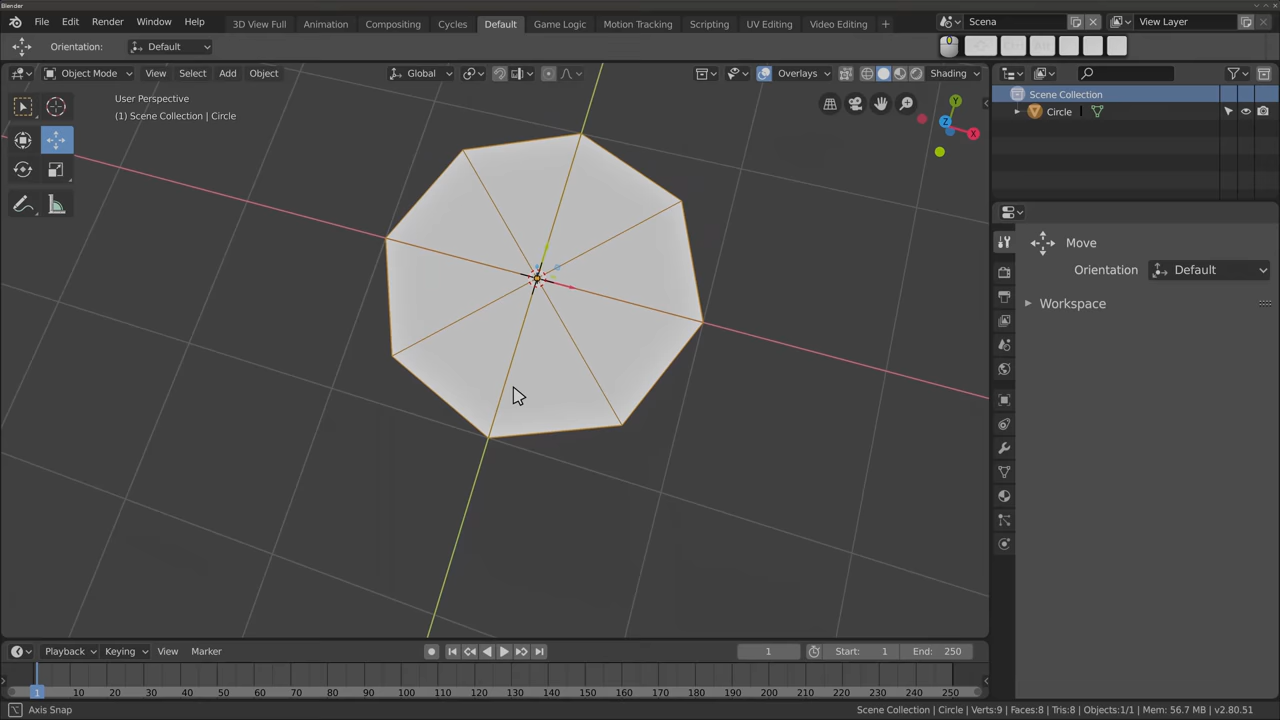 Blender
File Edit Render Window Help 3D View Full Animation Compositing Cycles Default Game Logic Motion Tracking Scripting UV Editing Video Editing + Scena View Layer
Orientation: Default
Object Mode View Select Add Object Global Overlays Shading
User Perspective
(1) Scene Collection | Circle
Y
Z
X
Scene Collection
Circle
Move
Orientation Default
Workspace
Playback Keying View Marker 1 Start: 1 End: 250
1 10 20 30 40 50 60 70 80 90 100 110 120 130 140 150 160 170 180 190 200 210 220 230 240 250
Axis Snap Scene Collection | Circle | Verts:9 | Faces:8 | Tris:8 | Objects:1/1 | Mem: 56.7 MB | v2.80.51